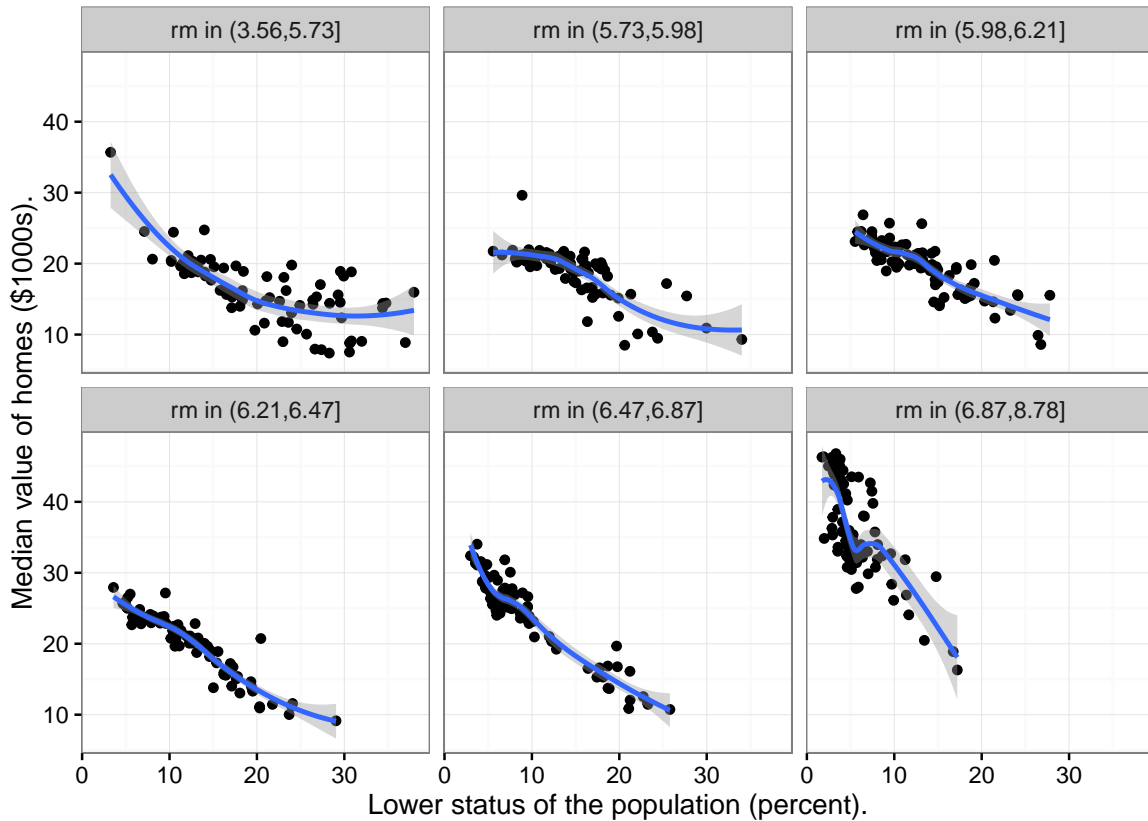 rm in (3.56,5.73]
rm in (5.73,5.98]
rm in (5.98,6.21]
40
30
20
10
rm in (6.21,6.47]
rm in (6.47,6.87]
rm in (6.87,8.78]
40
30
20
10
0 10 20 30
0 10 20 30
0 10 20 30
Median value of homes ($1000s).
Lower status of the population (percent).